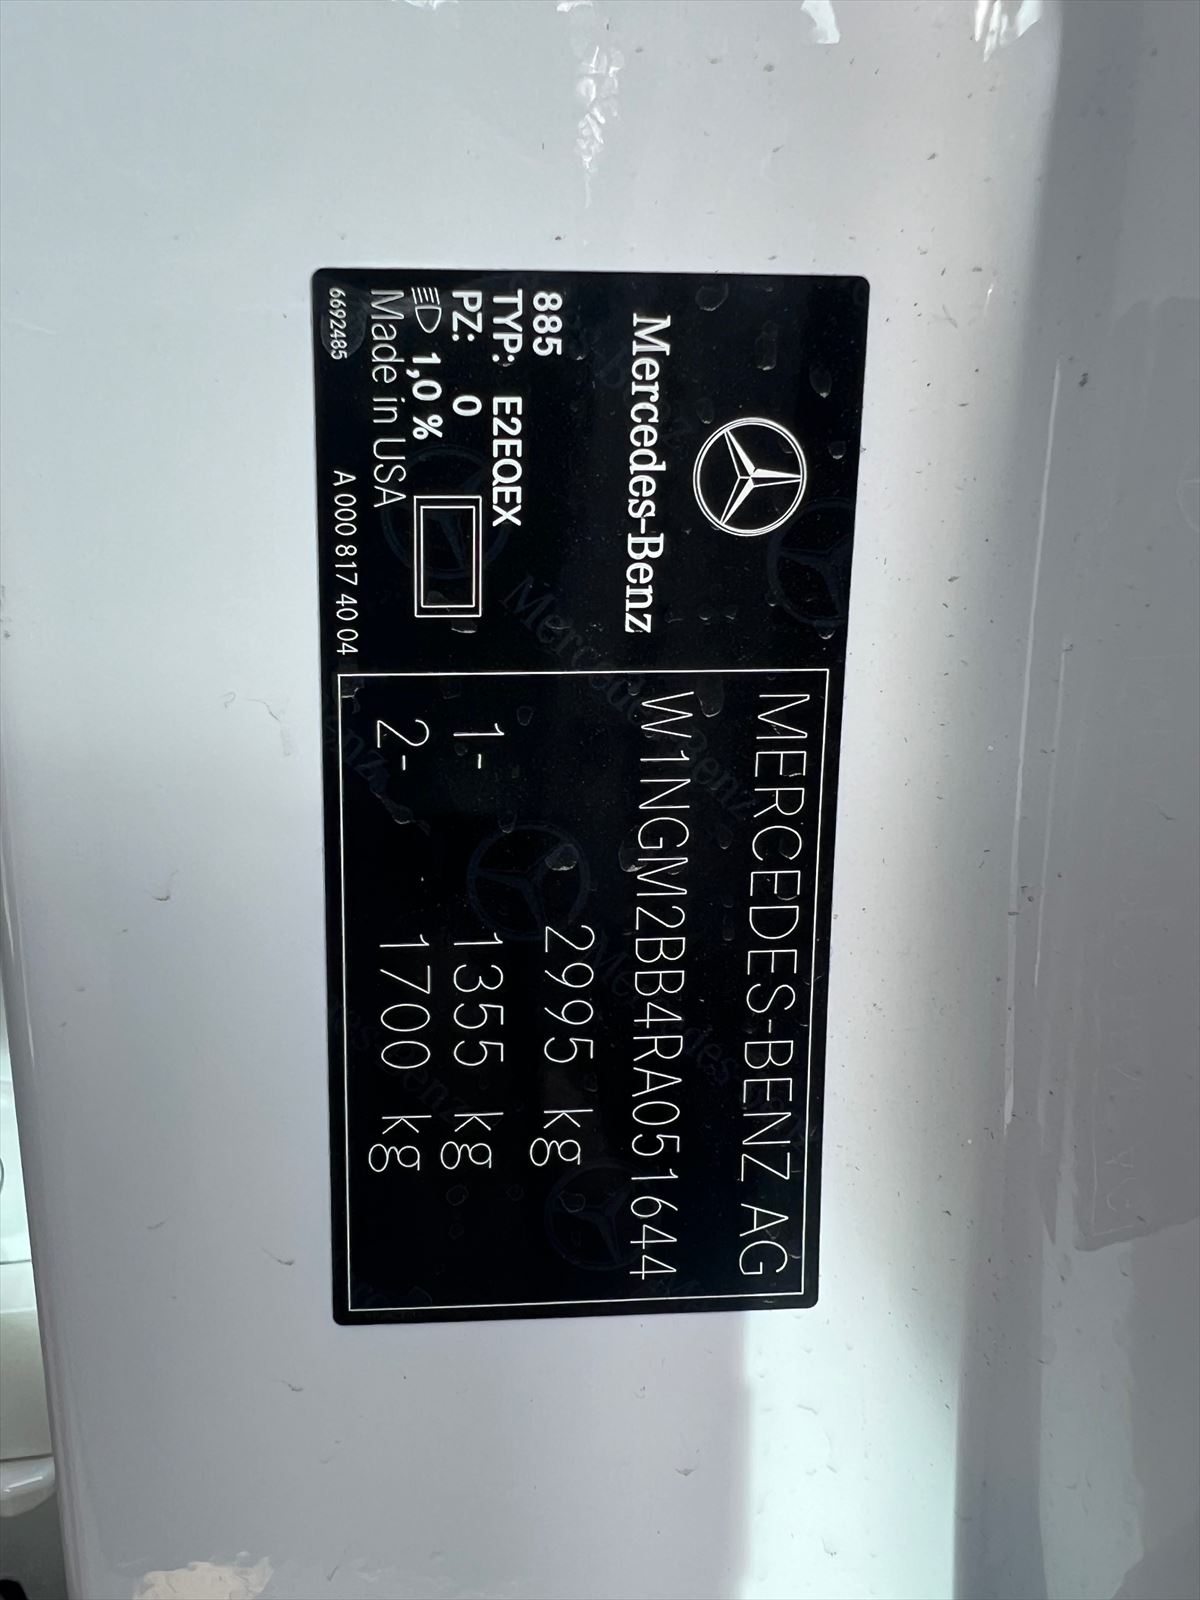 Mercedes-Benz
885
TYP: E2EQEX
PZ: 0
1,0 %
Made in USA
6692485 A 000 817 40 04
MERCEDES-BENZ AG
W1NGM2BB4RA051644
2995 kg
1- 1355 kg
2- 1700 kg